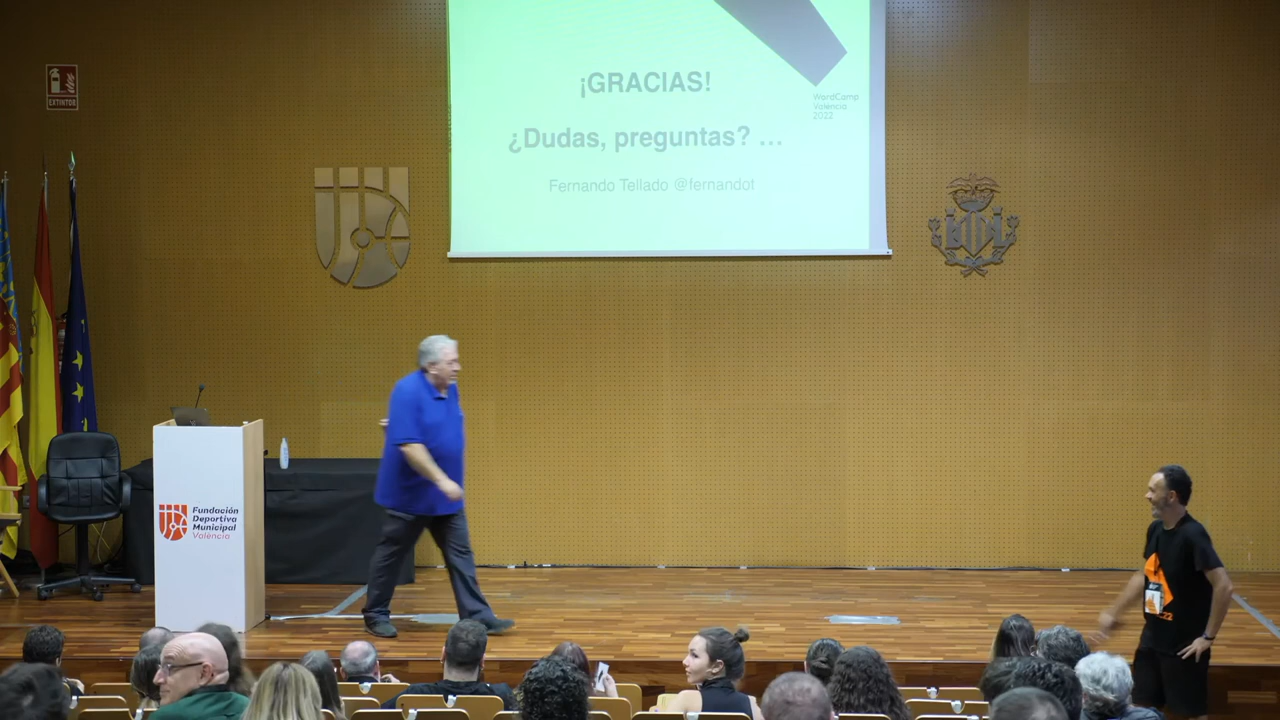 EXTINTOR
¡GRACIAS!
WordCamp
València
2022
¿Dudas, preguntas? ...
Fernando Tellado @fernandot
Fundación
Deportiva
Municipal
València